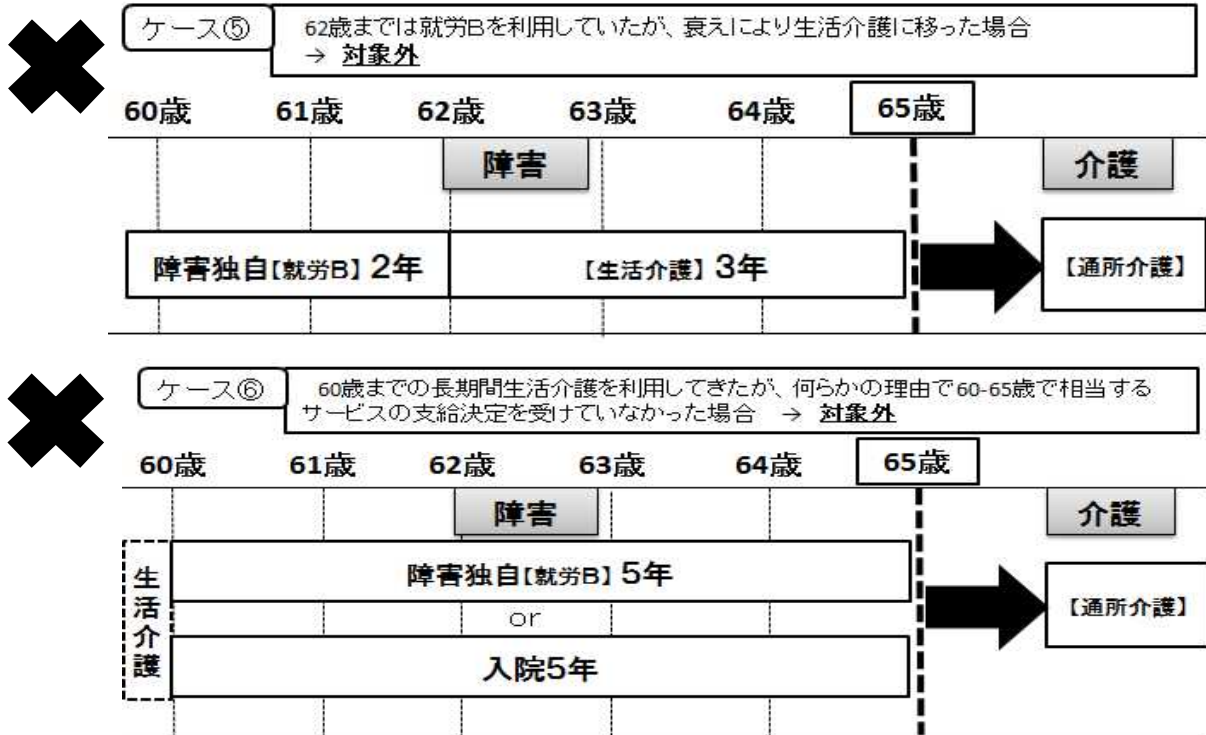 ケース⑤
62歳までは就労Bを利用していたが、衰えにより生活介護に移った場合
→ 対象外
60歳 61歳 62歳 63歳 64歳 65歳
障害 介護
障害独自【就労B】2年 【生活介護】3年 【通所介護】
ケース⑥
60歳までの長期間生活介護を利用してきたが、何らかの理由で60-65歳で相当する
サービスの支給決定を受けていなかった場合 → 対象外
60歳 61歳 62歳 63歳 64歳 65歳
障害 介護
生活介護
障害独自【就労B】5年
or
入院5年
【通所介護】